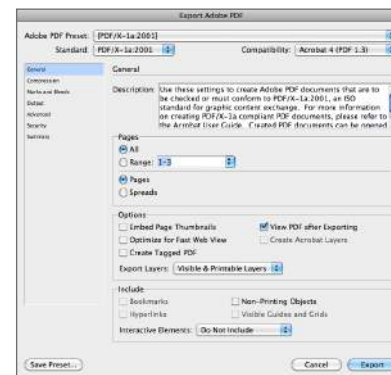 Export Adobe PDF
Adobe PDF Preset: [PDF/X-1a:2001]
Standard: PDF/X-1a:2001 Compatibility: Acrobat 4 (PDF 1.3)
General
Compression
Marks and Bleeds
Output
Advanced
Security
Summary
General
Description: Use these settings to create Adobe PDF documents that are to
be checked or must conform to PDF/X-1a:2001, an ISO
standard for graphic content exchange. For more information
on creating PDF/X-1a compliant PDF documents, please refer to
the Acrobat User Guide. Created PDF documents can be opened
Pages
All
Range: 1-3
Pages
Spreads
Options
Embed Page Thumbnails View PDF after Exporting
Optimize for Fast Web View Create Acrobat Layers
Create Tagged PDF
Export Layers: Visible & Printable Layers
Include
Bookmarks Non-Printing Objects
Hyperlinks Visible Guides and Grids
Interactive Elements: Do Not Include
Save Preset... Cancel Export